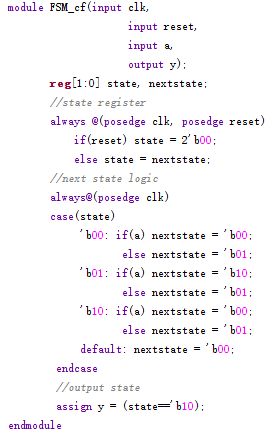 module FSM_cf(input clk,
input reset,
input a,
output y);
reg[1:0] state, nextstate;
//state register
always @(posedge clk, posedge reset)
if(reset) state = 2'b00;
else state = nextstate;
//next state logic
always@(posedge clk)
case(state)
'b00: if(a) nextstate = 'b00;
else nextstate = 'b01;
'b01: if(a) nextstate = 'b10;
else nextstate = 'b01;
'b10: if(a) nextstate = 'b00;
else nextstate = 'b01;
default: nextstate = 'b00;
endcase
//output state
assign y = (state=='b10);
endmodule